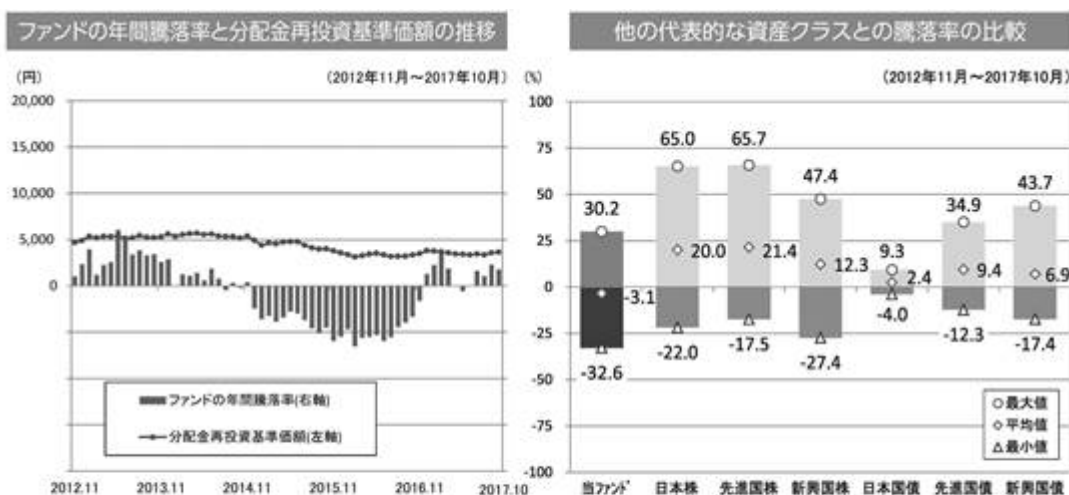 ファンドの年間騰落率と分配金再投資基準価額の推移
(円)
(2012年11月～2017年10月)
20,000
15,000
10,000
5,000
0
ファンドの年間騰落率(右軸)
分配金再投資基準価額(左軸)
2012.11
2013.11
2014.11
2015.11
2016.11
2017.10
他の代表的な資産クラスとの騰落率の比較
(%)
(2012年11月～2017年10月)
100
75
50
25
0
-25
-50
-75
-100
30.2
-3.1
-32.6
65.0
20.0
-22.0
65.7
21.4
-17.5
47.4
12.3
-27.4
9.3
2.4
-4.0
34.9
9.4
-12.3
43.7
6.9
-17.4
最大値
平均値
最小値
当ファンド
日本株
先進国株
新興国株
日本国債
先進国債
新興国債